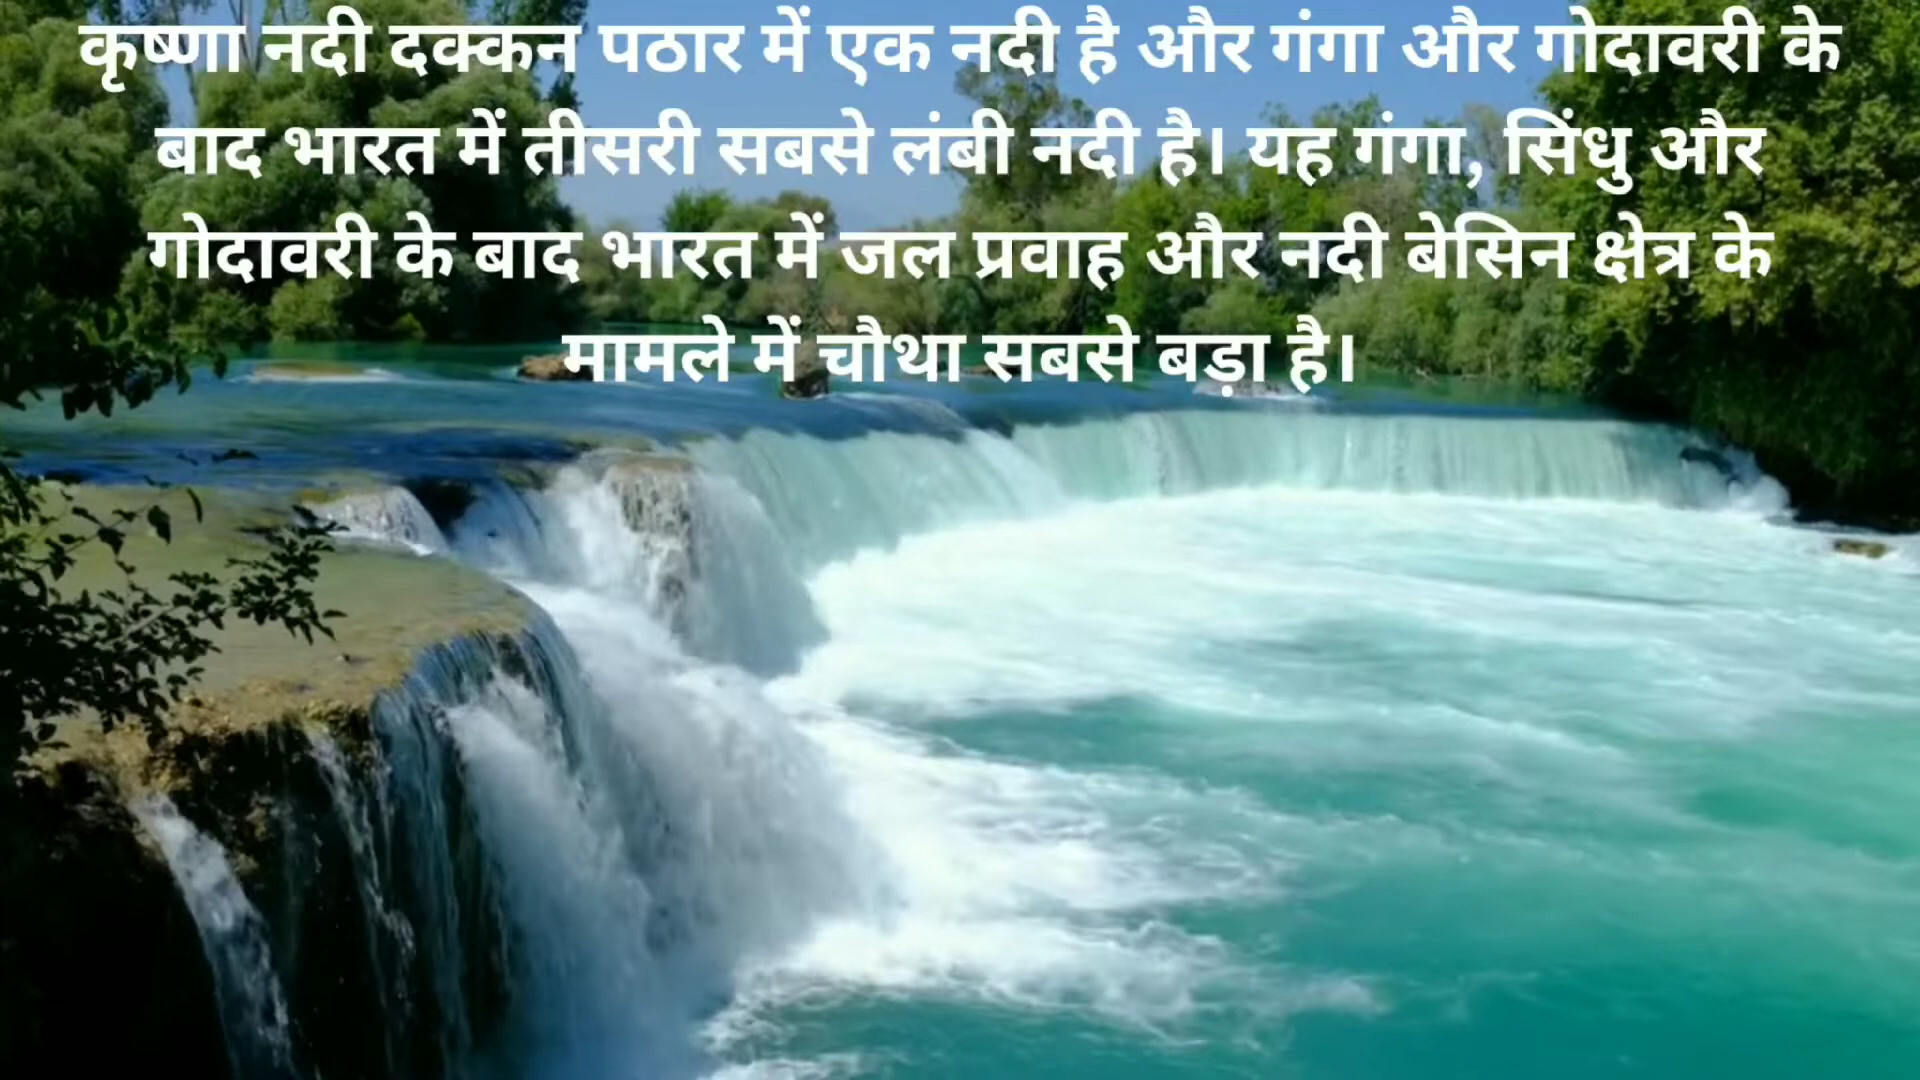 कृष्णा नदी दक्कन पठार में एक नदी है और गंगा और गोदावरी के
बाद भारत में तीसरी सबसे लंबी नदी है। यह गंगा, सिंधु और
गोदावरी के बाद भारत में जल प्रवाह और नदी बेसिन क्षेत्र के
मामले में चौथा सबसे बड़ा है।